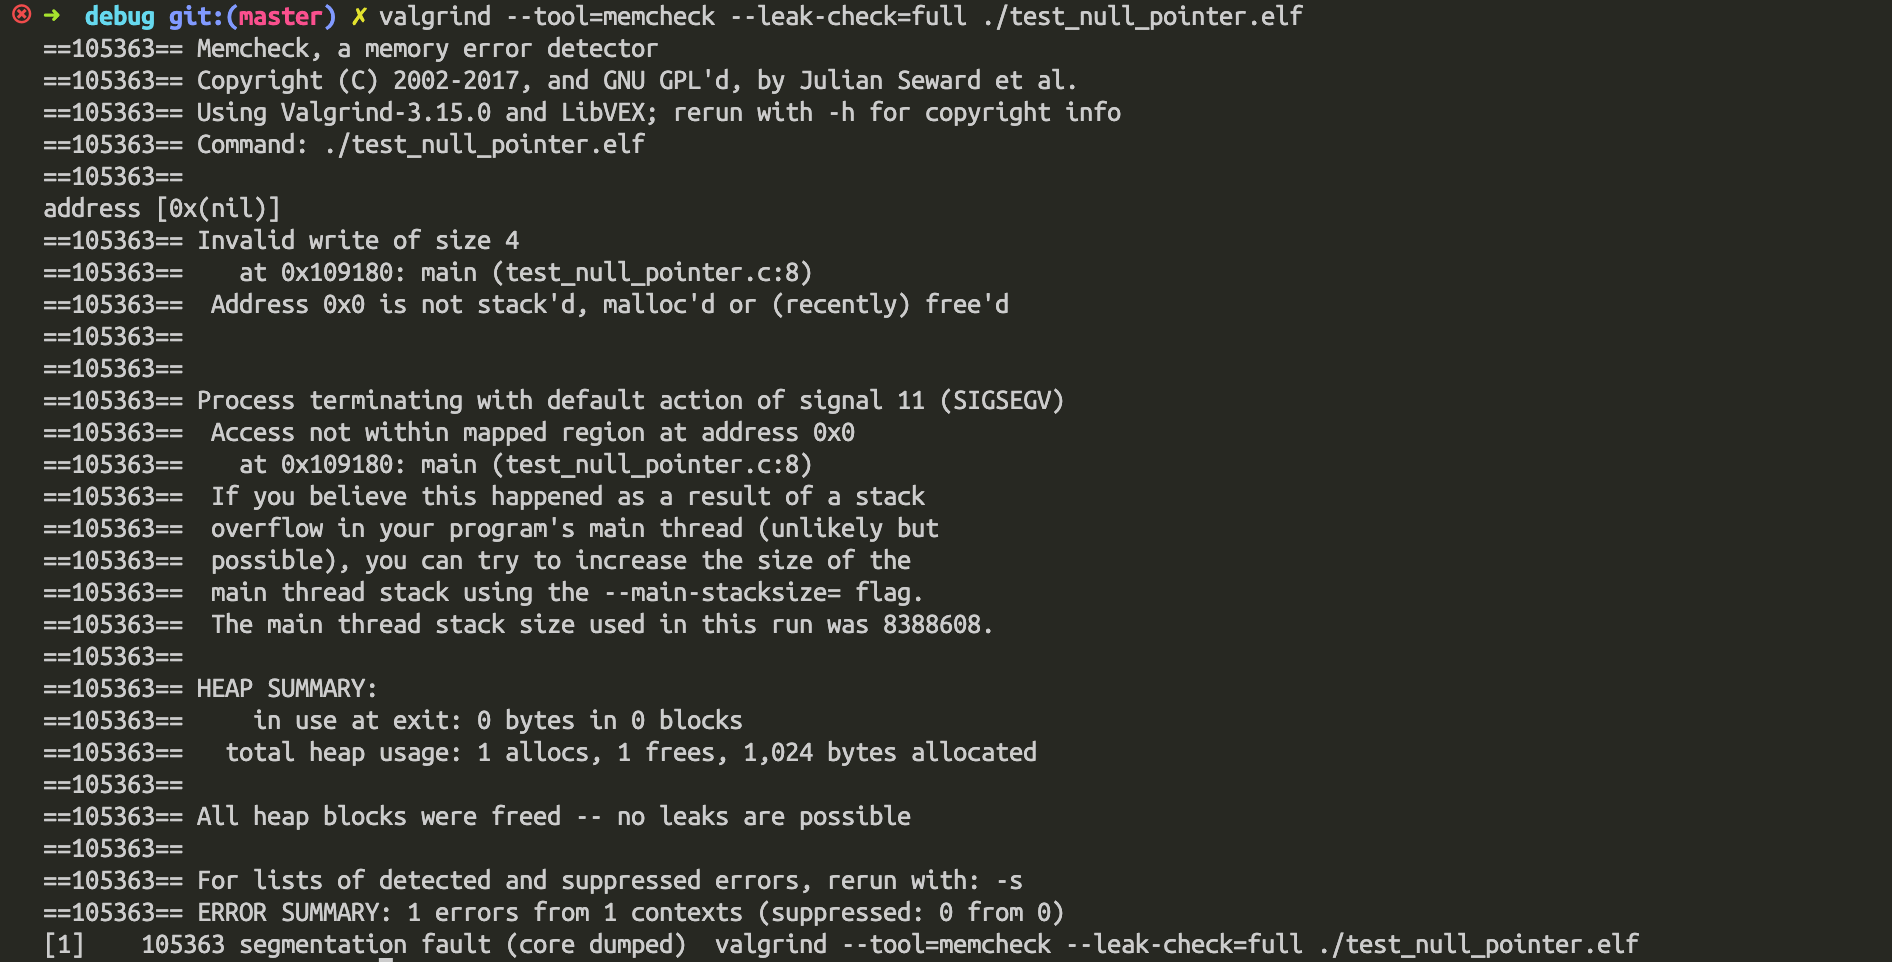 ➜ debug git:(master) ✗ valgrind --tool=memcheck --leak-check=full ./test_null_pointer.elf
==105363== Memcheck, a memory error detector
==105363== Copyright (C) 2002-2017, and GNU GPL'd, by Julian Seward et al.
==105363== Using Valgrind-3.15.0 and LibVEX; rerun with -h for copyright info
==105363== Command: ./test_null_pointer.elf
==105363==
address [0x(nil)]
==105363== Invalid write of size 4
==105363==    at 0x109180: main (test_null_pointer.c:8)
==105363==  Address 0x0 is not stack'd, malloc'd or (recently) free'd
==105363==
==105363==
==105363== Process terminating with default action of signal 11 (SIGSEGV)
==105363==  Access not within mapped region at address 0x0
==105363==    at 0x109180: main (test_null_pointer.c:8)
==105363==  If you believe this happened as a result of a stack
==105363==  overflow in your program's main thread (unlikely but
==105363==  possible), you can try to increase the size of the
==105363==  main thread stack using the --main-stacksize= flag.
==105363==  The main thread stack size used in this run was 8388608.
==105363==
==105363== HEAP SUMMARY:
==105363==     in use at exit: 0 bytes in 0 blocks
==105363==   total heap usage: 1 allocs, 1 frees, 1,024 bytes allocated
==105363==
==105363== All heap blocks were freed -- no leaks are possible
==105363==
==105363== For lists of detected and suppressed errors, rerun with: -s
==105363== ERROR SUMMARY: 1 errors from 1 contexts (suppressed: 0 from 0)
[1]    105363 segmentation fault (core dumped)  valgrind --tool=memcheck --leak-check=full ./test_null_pointer.elf